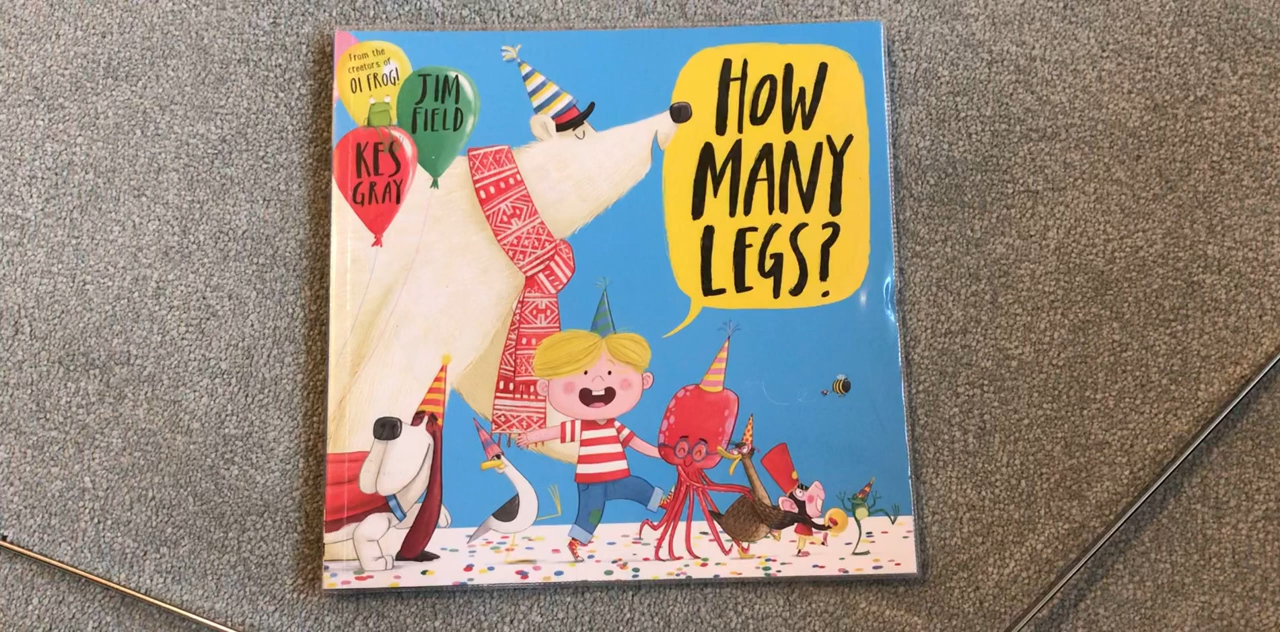 From the
creators of
OI FROG!
JIM
FIELD
KES
GRAY
HOW
MANY
LEGS?